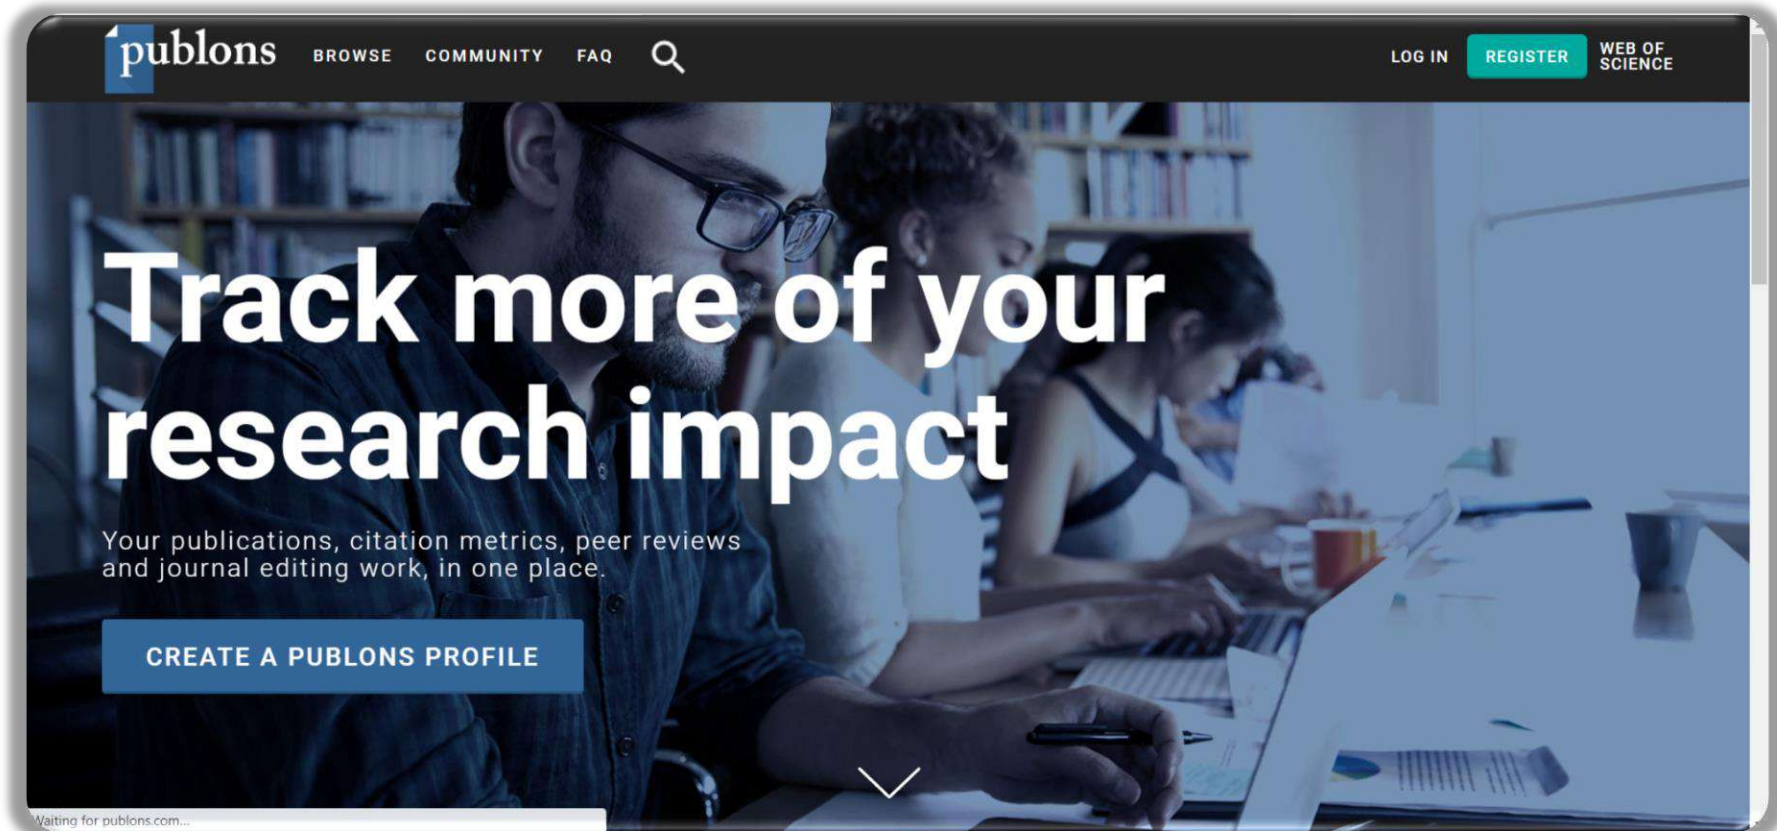 publons BROWSE COMMUNITY FAQ LOG IN REGISTER WEB OF
SCIENCE
Track more of your
research impact
Your publications, citation metrics, peer reviews
and journal editing work, in one place.
CREATE A PUBLONS PROFILE
Waiting for publons.com...